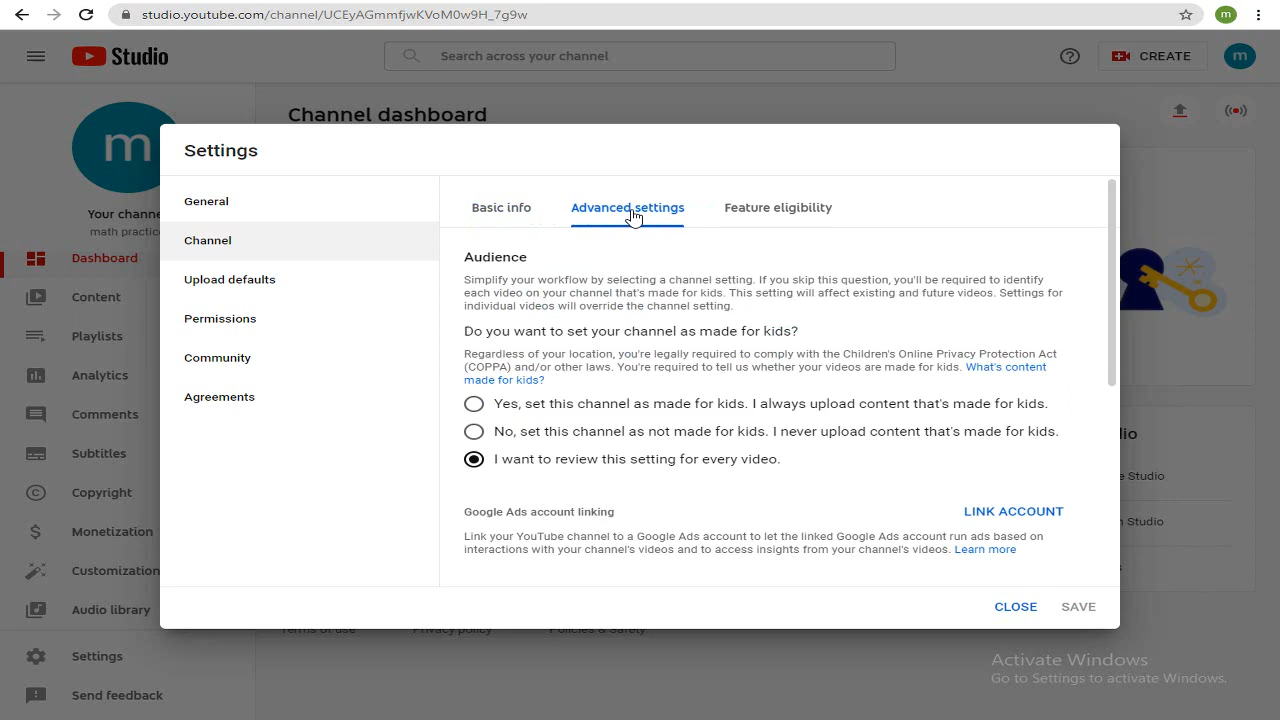 studio.youtube.com/channel/UCEyAGmmfjwKVoM0w9H_7g9w
m
Studio
Search across your channel
CREATE
m
Channel dashboard
m
Your channe
math practice
Dashboard
Content
Playlists
Analytics
Comments
Subtitles
Copyright
Monetization
Customization
Audio library
Settings
Send feedback
Settings
General
Channel
Upload defaults
Permissions
Community
Agreements
Basic info
Advanced settings
Feature eligibility
Audience
Simplify your workflow by selecting a channel setting. If you skip this question, you'll be required to identify
each video on your channel that's made for kids. This setting will affect existing and future videos. Settings for
individual videos will override the channel setting.
Do you want to set your channel as made for kids?
Regardless of your location, you're legally required to comply with the Children's Online Privacy Protection Act
(COPPA) and/or other laws. You're required to tell us whether your videos are made for kids. What's content
made for kids?
Yes, set this channel as made for kids. I always upload content that's made for kids.
No, set this channel as not made for kids. I never upload content that's made for kids.
I want to review this setting for every video.
Google Ads account linking
LINK ACCOUNT
Link your YouTube channel to a Google Ads account to let the linked Google Ads account run ads based on
interactions with your channel's videos and to access insights from your channel's videos. Learn more
CLOSE
SAVE
dio
e Studio
n Studio
s
Terms of use
Privacy policy
Policies & Safety
Activate Windows
Go to Settings to activate Windows.